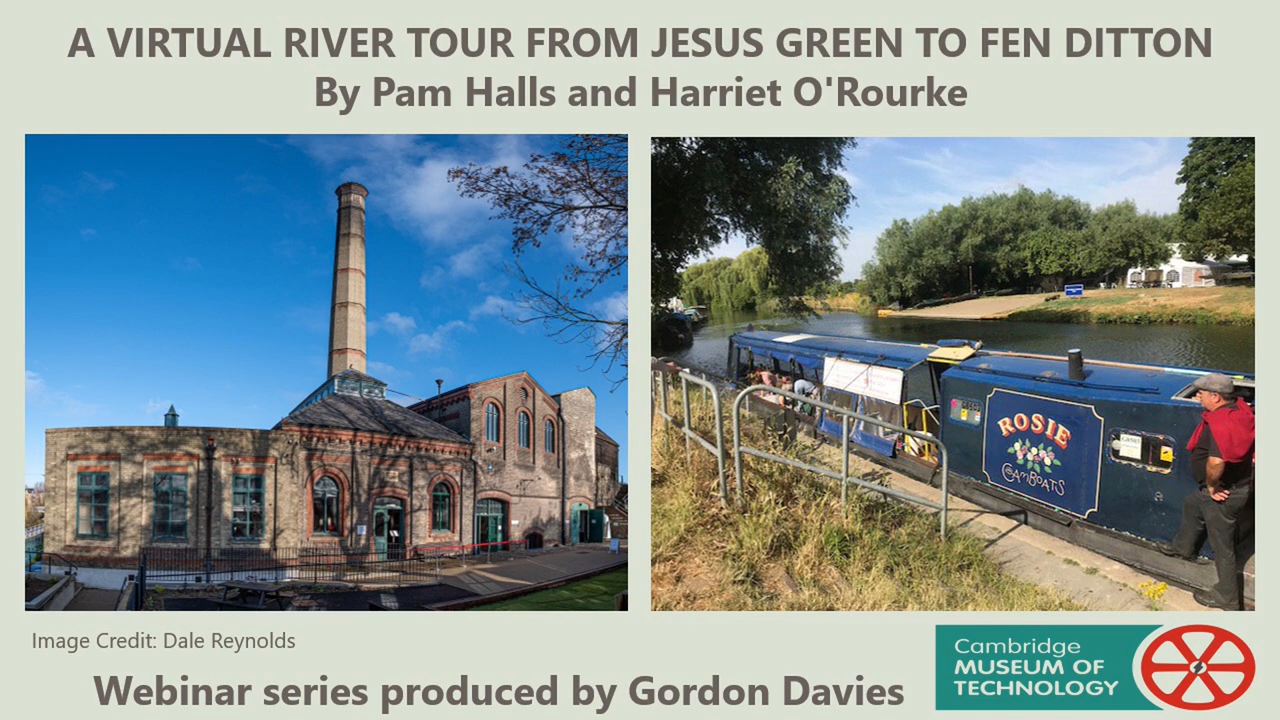 A VIRTUAL RIVER TOUR FROM JESUS GREEN TO FEN DITTON
By Pam Halls and Harriet O'Rourke
ROSIE
CAMBOATS
Image Credit: Dale Reynolds
Cambridge
MUSEUM OF
TECHNOLOGY
Webinar series produced by Gordon Davies